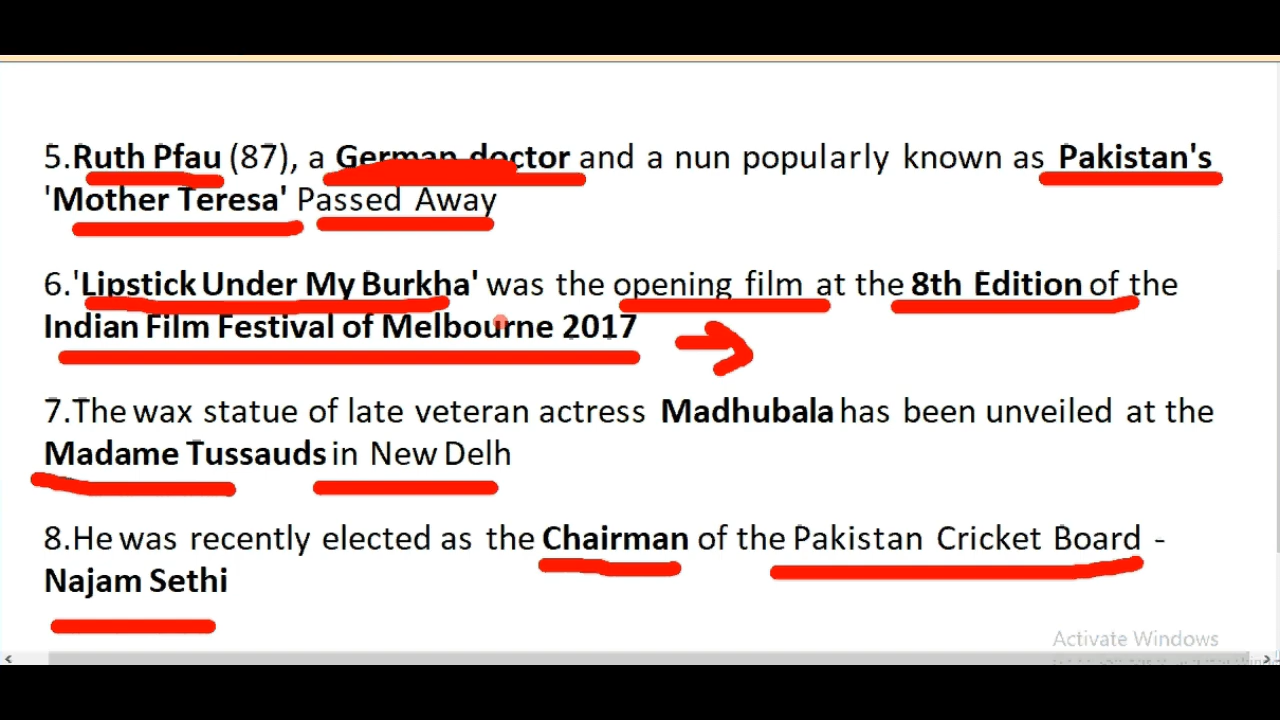 5.Ruth Pfau (87), a German doctor and a nun popularly known as Pakistan's
'Mother Teresa' Passed Away
6.'Lipstick Under My Burkha' was the opening film at the 8th Edition of the
Indian Film Festival of Melbourne 2017
7.The wax statue of late veteran actress Madhubala has been unveiled at the
Madame Tussauds in New Delh
8.He was recently elected as the Chairman of the Pakistan Cricket Board -
Najam Sethi
Activate Windows